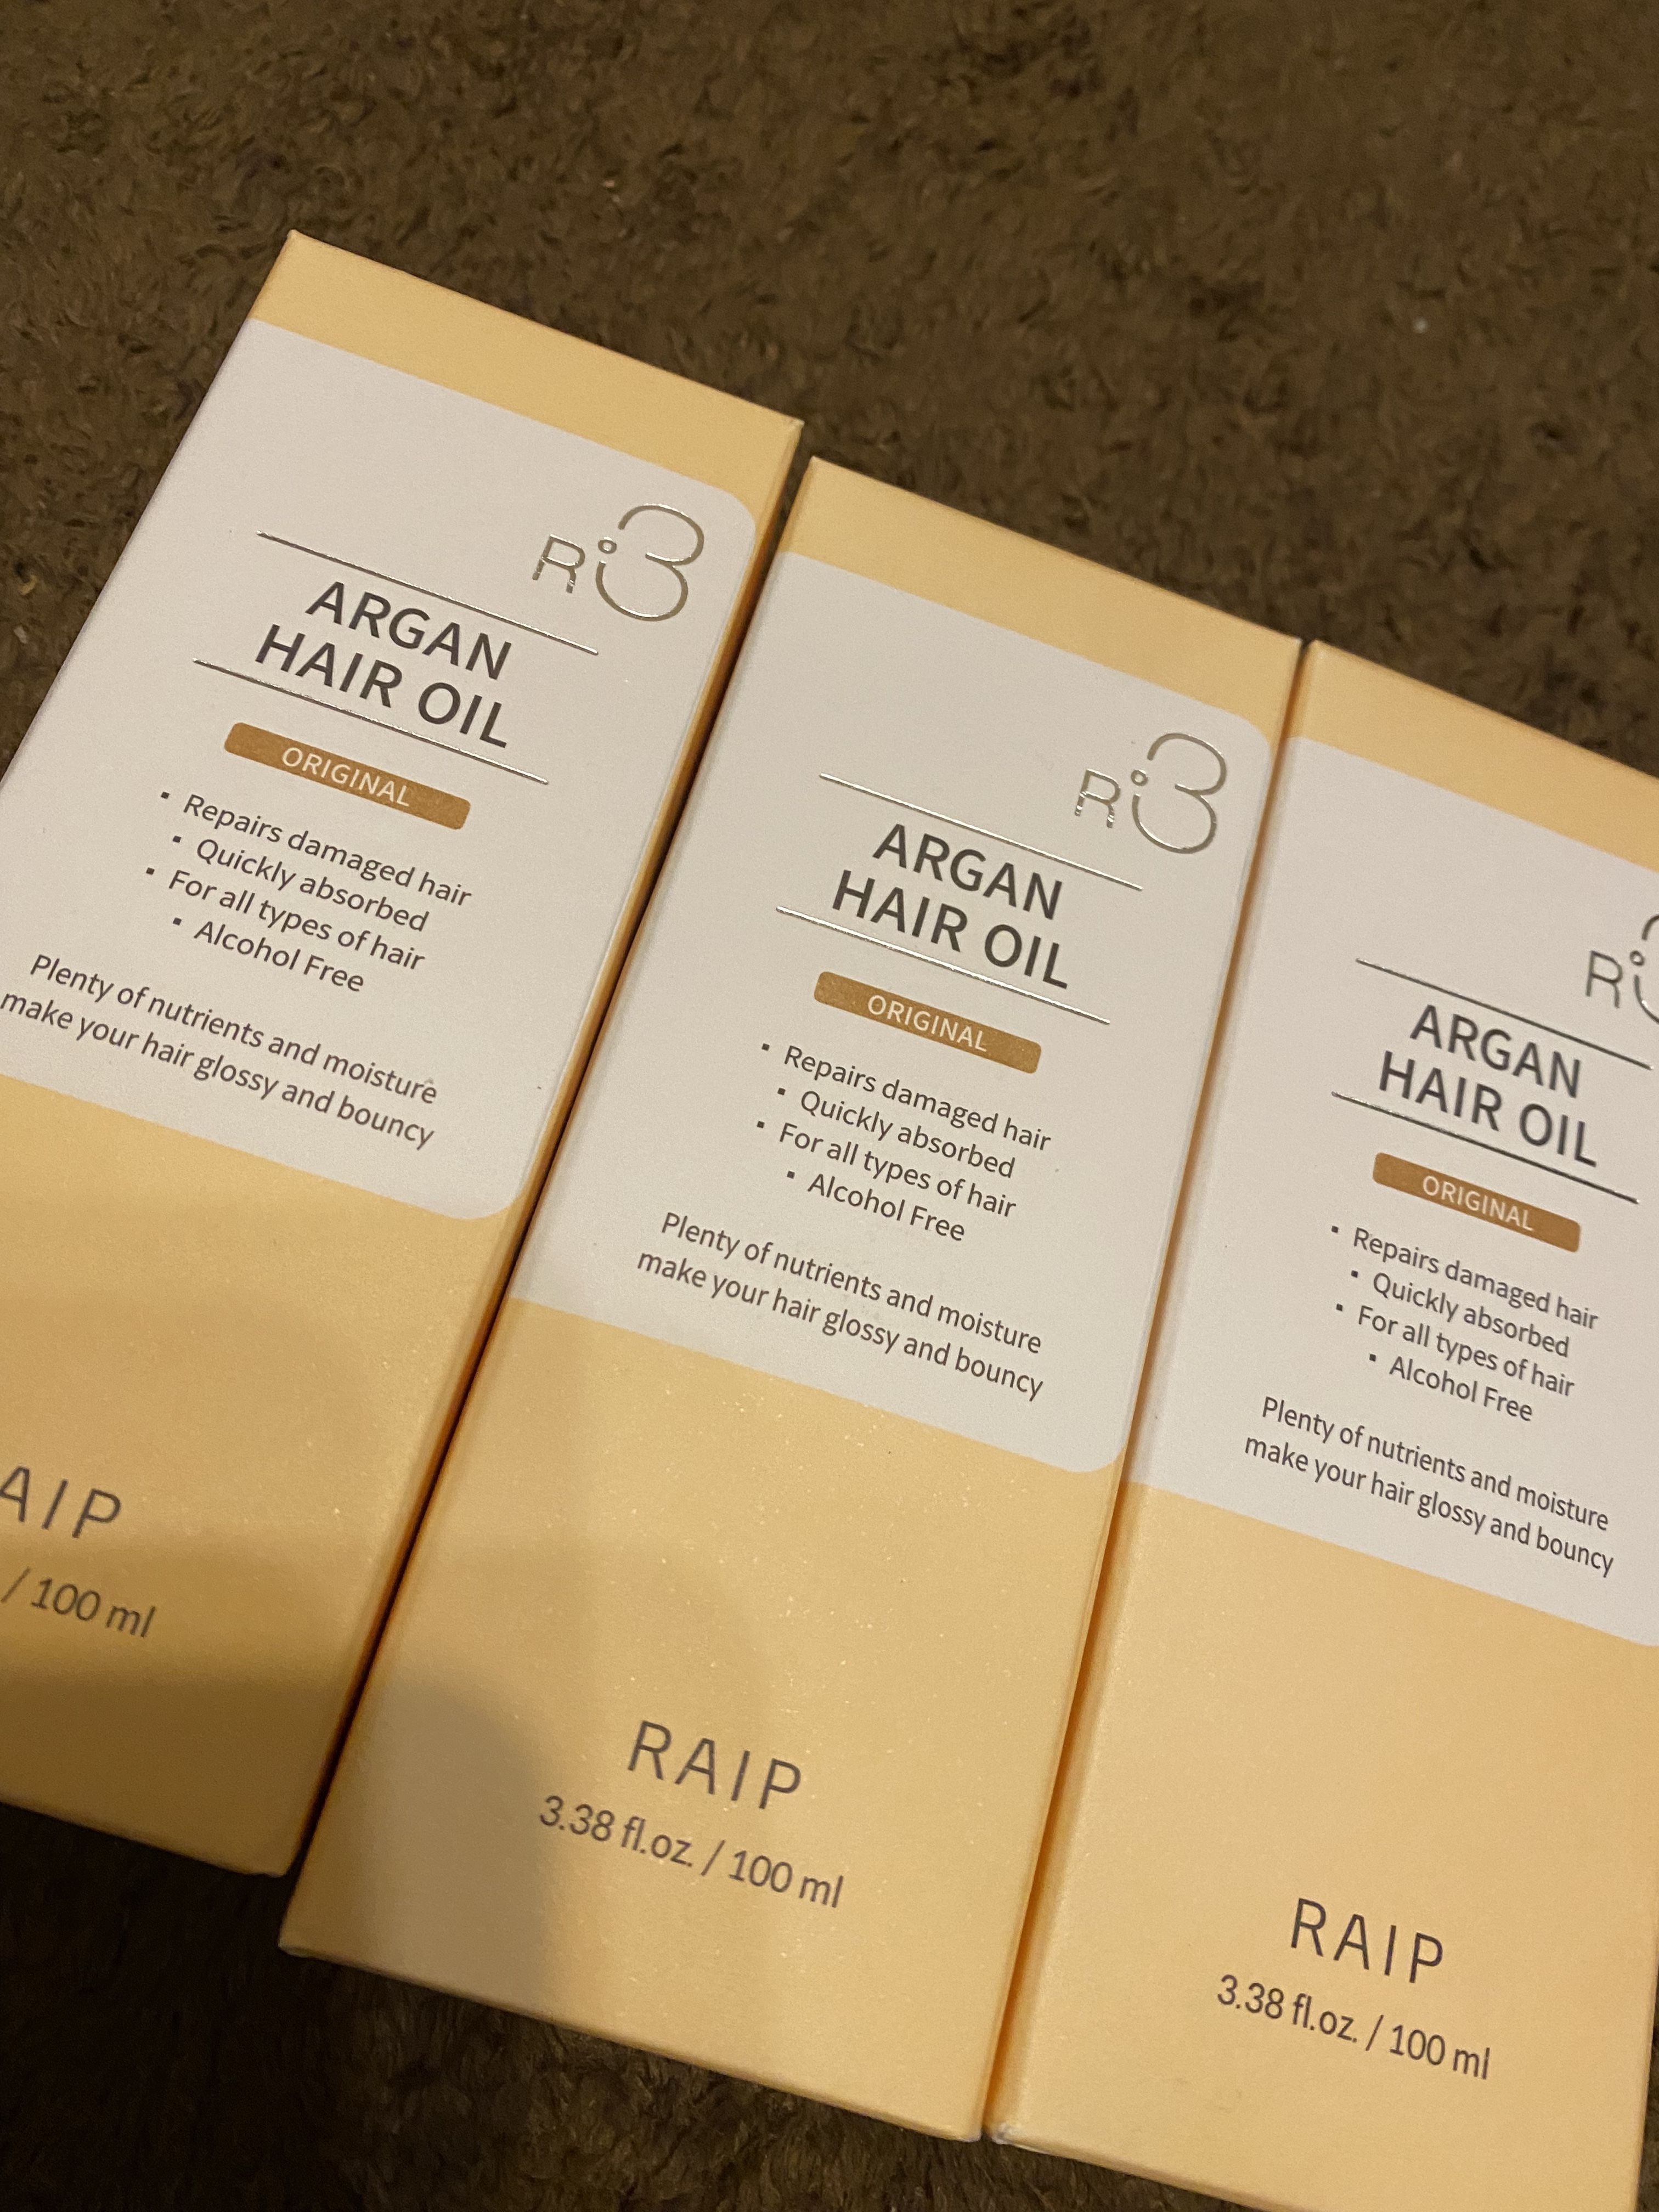 Ri3
ARGAN
HAIR OIL
ORIGINAL
▪ Repairs damaged hair
▪ Quickly absorbed
▪ For all types of hair
▪ Alcohol Free
Plenty of nutrients and moisture
make your hair glossy and bouncy
AIP
/ 100 ml
Ri3
ARGAN
HAIR OIL
ORIGINAL
▪ Repairs damaged hair
▪ Quickly absorbed
▪ For all types of hair
▪ Alcohol Free
Plenty of nutrients and moisture
make your hair glossy and bouncy
RAIP
3.38 fl.oz. / 100 ml
Ri
ARGAN
HAIR OIL
ORIGINAL
▪ Repairs damaged hair
▪ Quickly absorbed
▪ For all types of hair
▪ Alcohol Free
Plenty of nutrients and moisture
make your hair glossy and bouncy
RAIP
3.38 fl.oz. / 100 ml